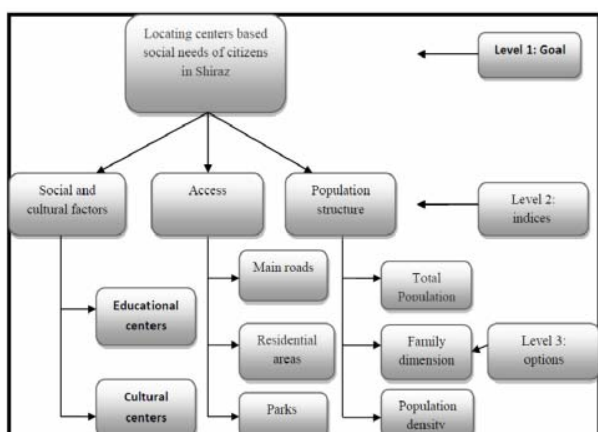 Locating centers based
social needs of citizens
in Shiraz
Level 1: Goal
Social and
cultural factors
Access
Population
structure
Level 2:
indices
Main roads
Total
Population
Educational
centers
Residential
areas
Family
dimension
Level 3:
options
Cultural
centers
Parks
Population
density